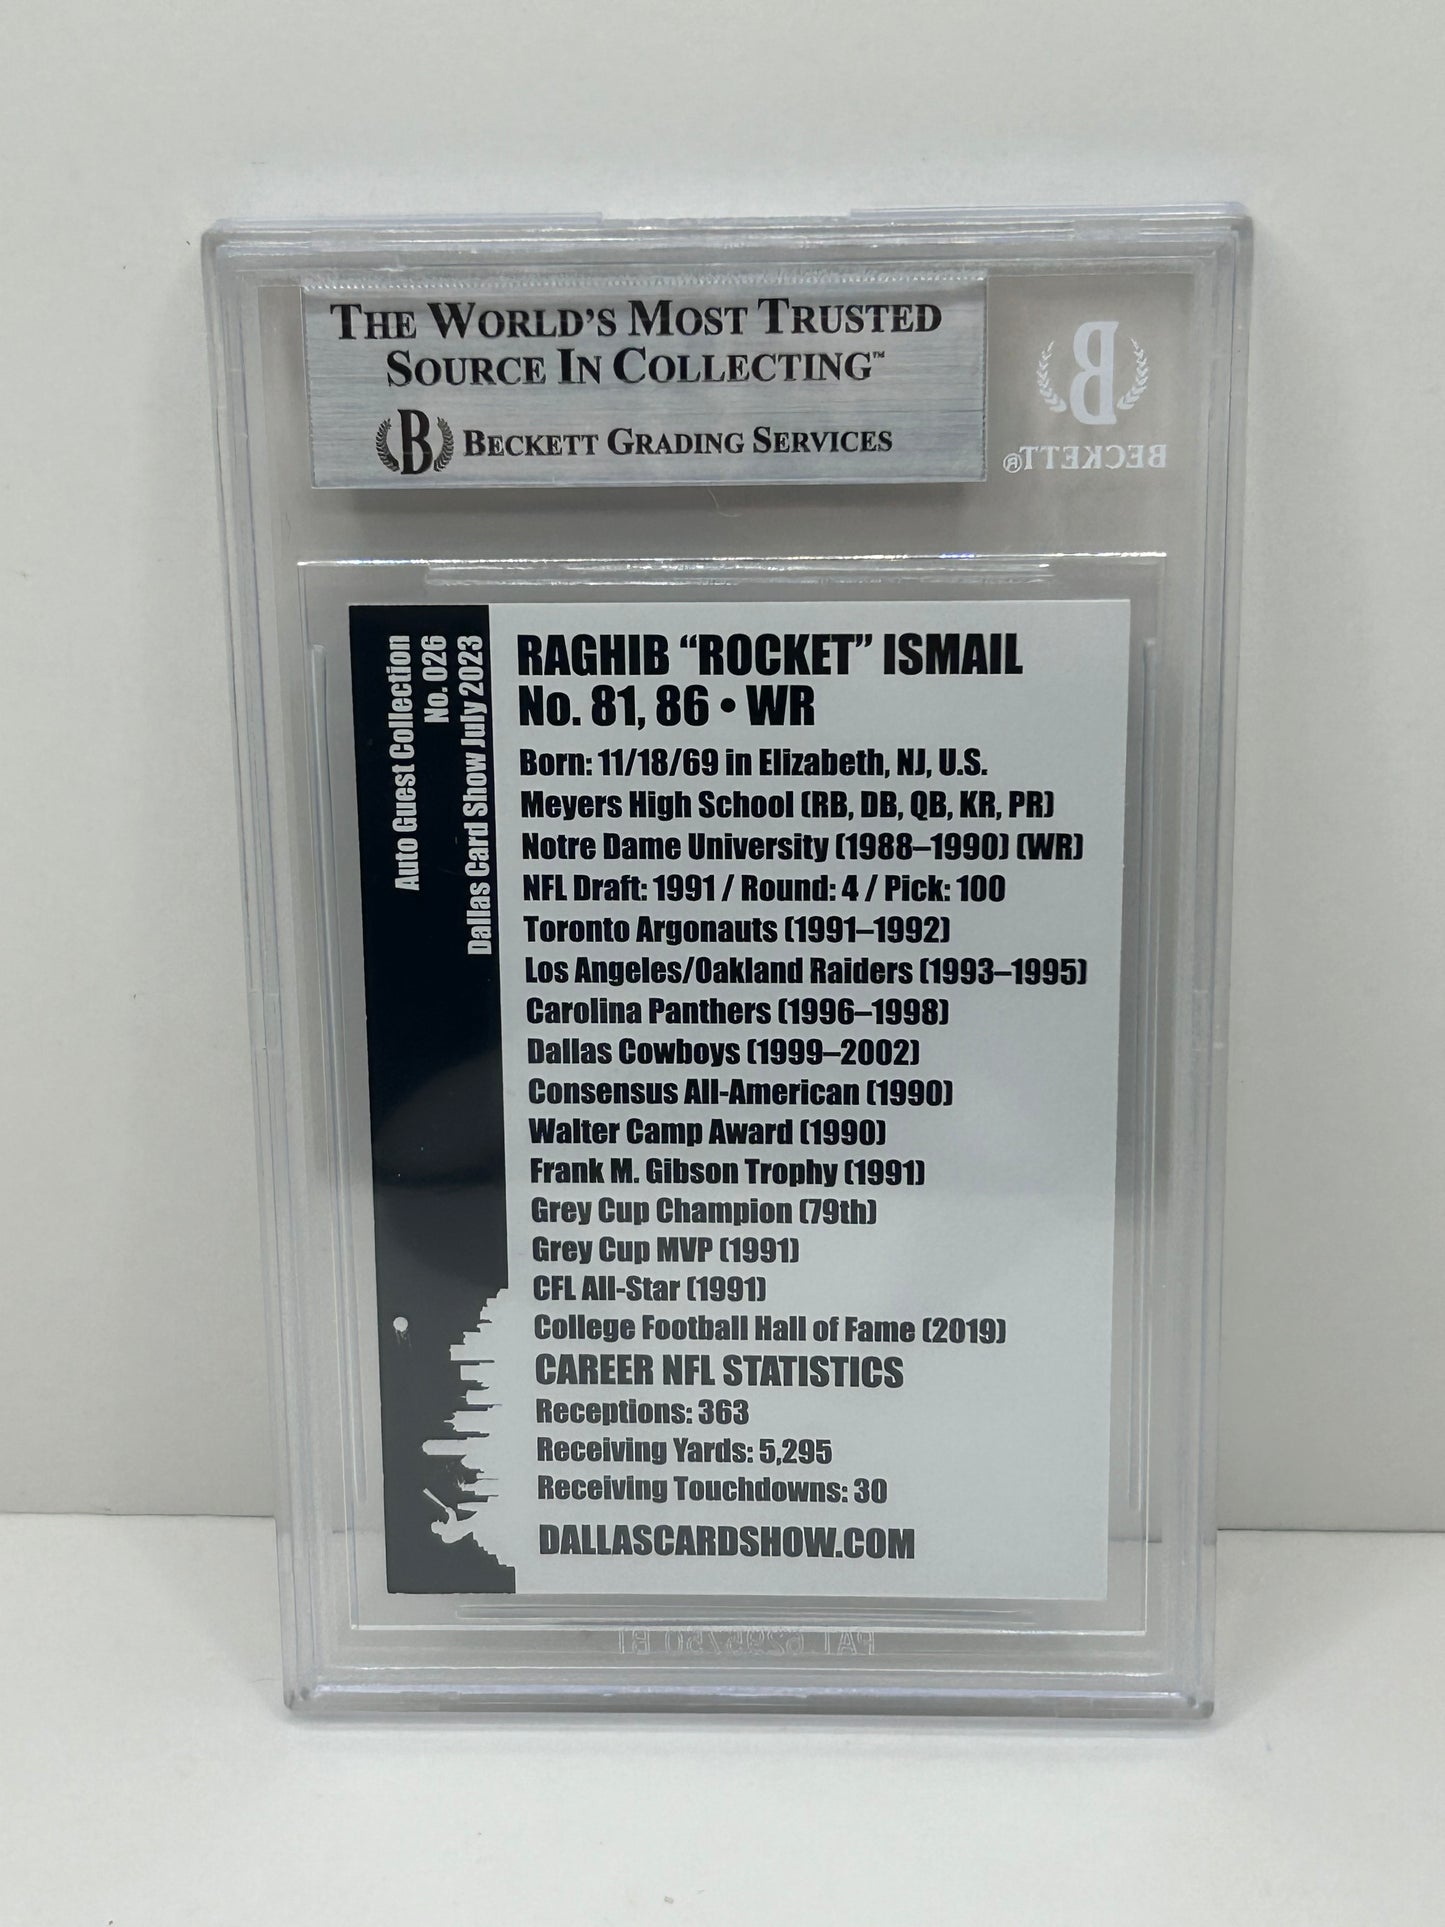 THE WORLD'S MOST TRUSTED
SOURCE IN COLLECTING™
B BECKETT GRADING SERVICES
B
BECKETT®
Auto Guest Collection
No. 026
Dallas Card Show July 2023
RAGHIB “ROCKET” ISMAIL
No. 81, 86 • WR
Born: 11/18/69 in Elizabeth, NJ, U.S.
Meyers High School (RB, DB, QB, KR, PR)
Notre Dame University (1988–1990) (WR)
NFL Draft: 1991 / Round: 4 / Pick: 100
Toronto Argonauts (1991–1992)
Los Angeles/Oakland Raiders (1993–1995)
Carolina Panthers (1996–1998)
Dallas Cowboys (1999–2002)
Consensus All-American (1990)
Walter Camp Award (1990)
Frank M. Gibson Trophy (1991)
Grey Cup Champion (79th)
Grey Cup MVP (1991)
CFL All-Star (1991)
College Football Hall of Fame (2019)
CAREER NFL STATISTICS
Receptions: 363
Receiving Yards: 5,295
Receiving Touchdowns: 30
DALLASCARDSHOW.COM